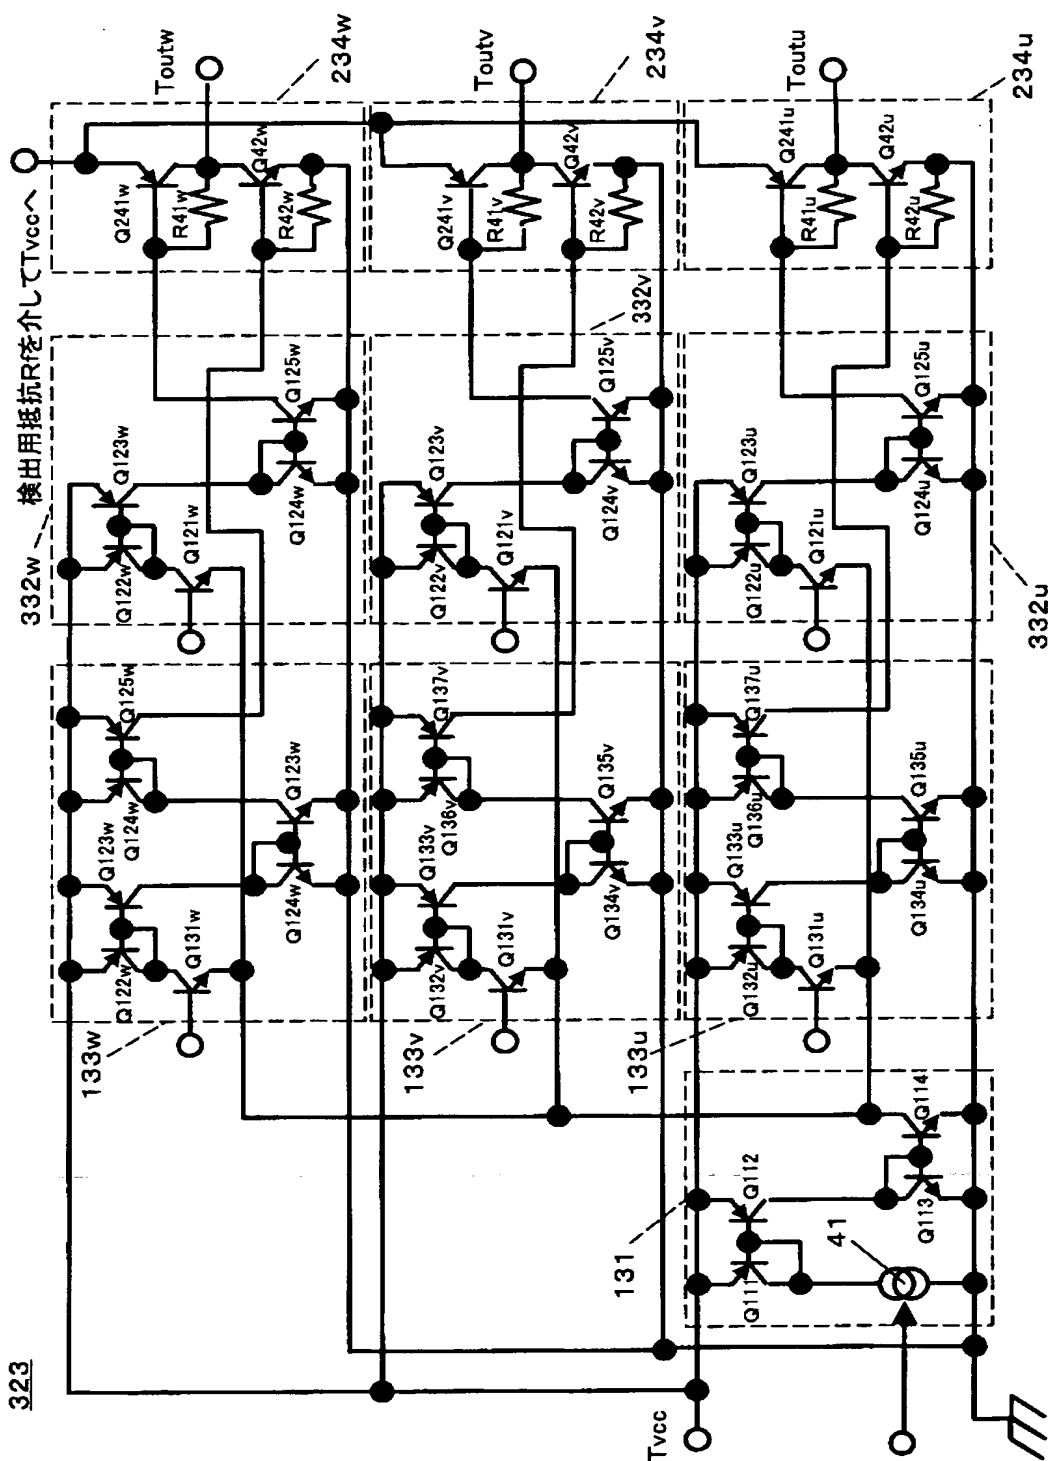 323
検出用抵抗Rfを介してTvccへ
Toutw
234w
Toutv
234v
Toutu
234u
Q241w
R41w
Q42w
R42w
Q241v
R41v
Q42v
R42v
Q241u
R41u
Q42u
R42u
332w
Q123w
Q122w
Q121w
Q125w
Q124w
332v
Q123v
Q122v
Q121v
Q125v
Q124v
332u
Q123u
Q122u
Q121u
Q125u
Q124u
133w
Q125w
Q124w
Q123w
Q122w
Q131w
Q123w
Q124w
133v
Q137v
Q136v
Q133v
Q132v
Q131v
Q135v
Q134v
133u
Q137u
Q136u
Q133u
Q132u
Q131u
Q135u
Q134u
131
Q112
Q111
41
Q114
Q113
Tvcc